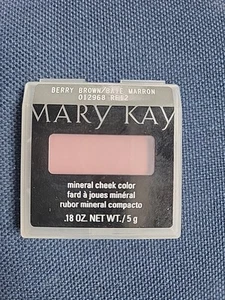 BERRY BROWN/BAIE MARRON
012968
MARY KAY
mineral cheek color
fard à joues minéral
rubor mineral compacto
.18 OZ. NET WT./5 g